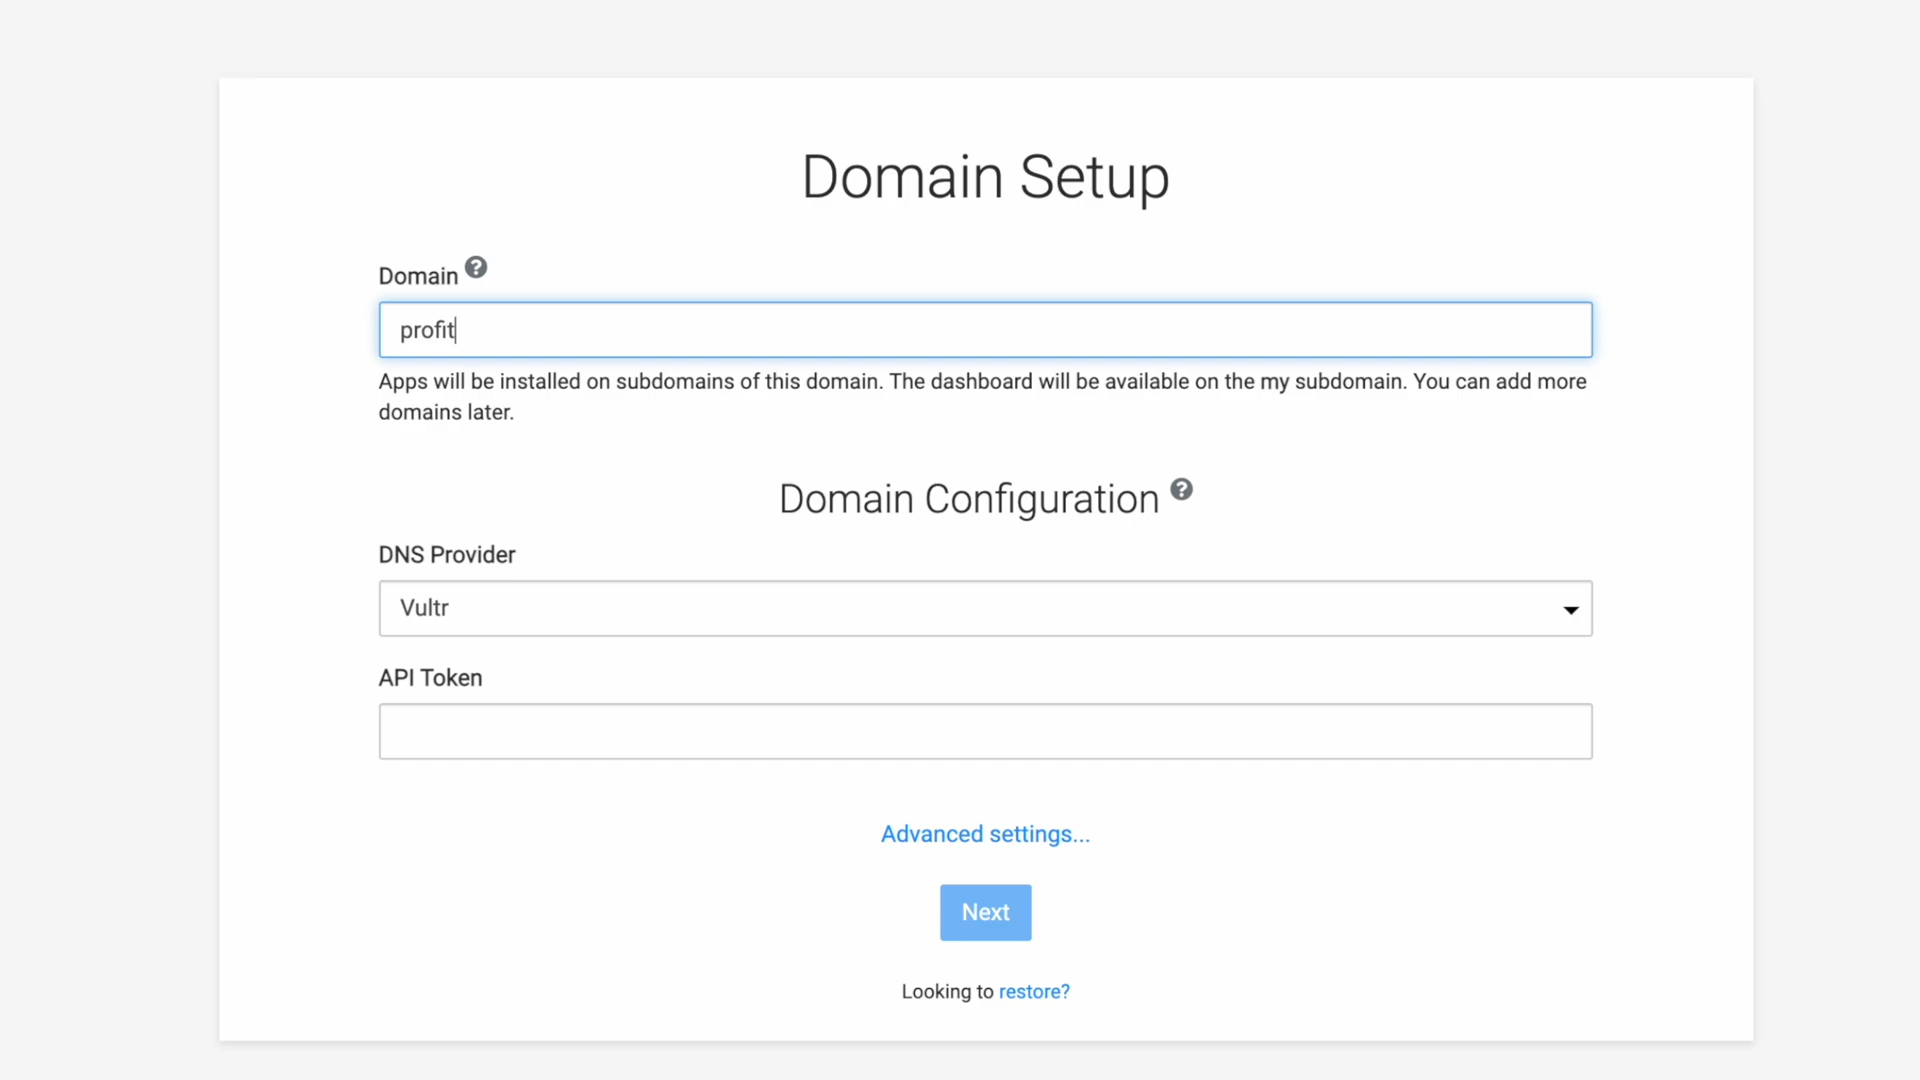 Domain Setup
Domain ?
profit
Apps will be installed on subdomains of this domain. The dashboard will be available on the my subdomain. You can add more
domains later.
Domain Configuration ?
DNS Provider
Vultr
API Token
Advanced settings...
Next
Looking to restore?